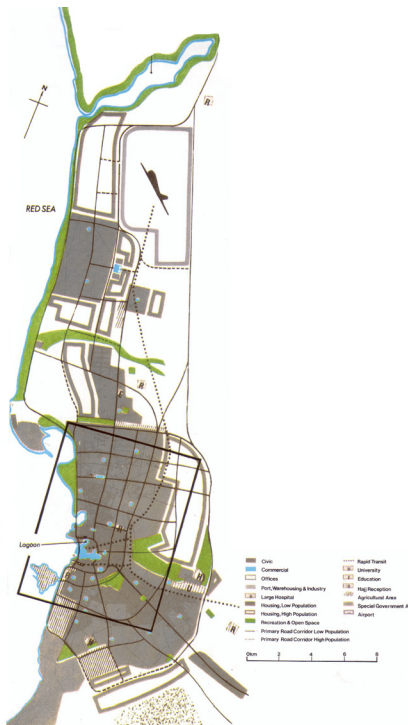 N
RED SEA
R
R
Lagoon
H
H
R
Civic
Commercial
Offices
Port, Warehousing & Industry
Large Hospital
Housing, Low Population
Housing, High Population
Recreation & Open Space
Primary Road Corridor Low Population
Primary Road Corridor High Population
Rapid Transit
University
Education
Hajj Reception
Agricultural Area
Special Government A
Airport
0km 2 4 6 8